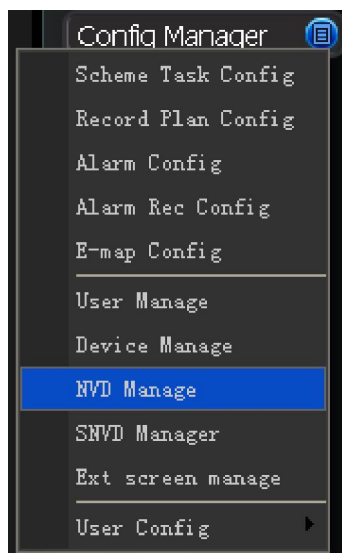 Config Manager
Scheme Task Config
Record Plan Config
Alarm Config
Alarm Rec Config
E-map Config
User Manage
Device Manage
NVD Manage
SNVD Manager
Ext screen manage
User Config